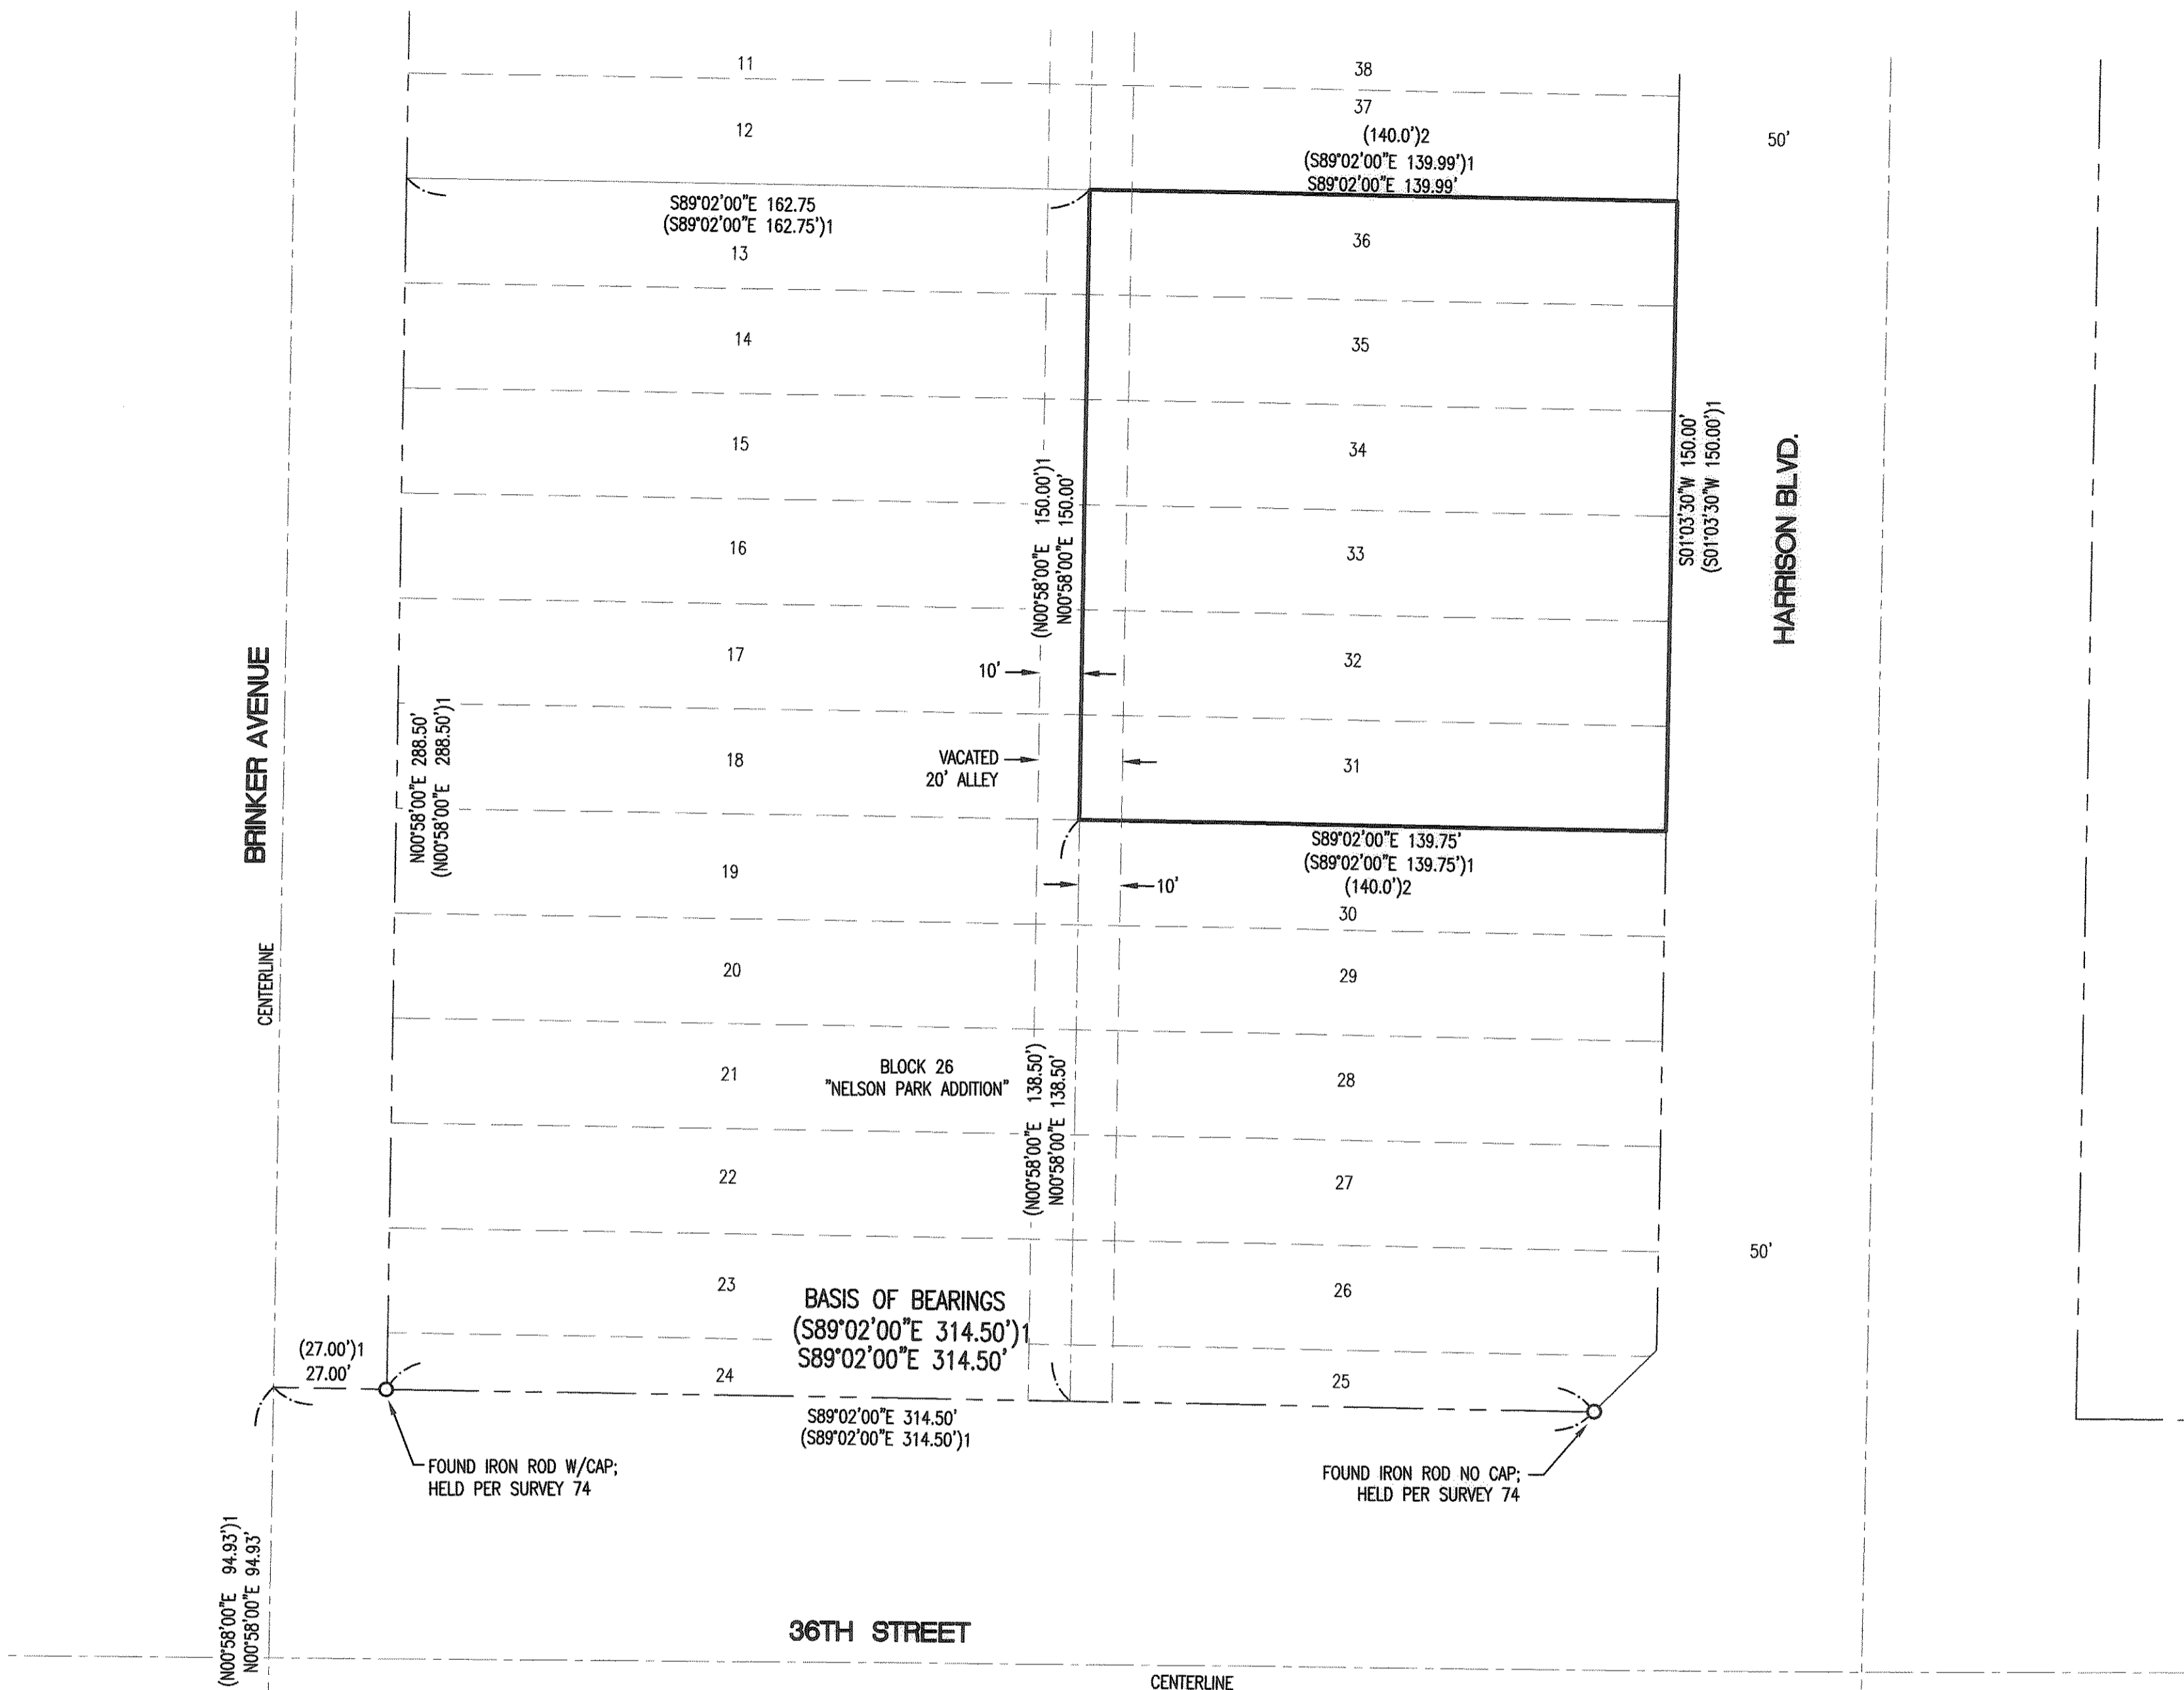 11
38
37
12
(140.0')2
(S89°02'00"E 139.99')1
S89°02'00"E 139.99'
50'
S89°02'00"E 162.75
(S89°02'00"E 162.75')1
13
36
14
35
15
34
(N00°58'00"E 150.00')1
N00°58'00"E 150.00'
S01°03'30"W 150.00'
(S01°03'30"W 150.00')1
HARRISON BLVD.
16
33
17
32
10'
BRINKER AVENUE
N00°58'00"E 288.50'
(N00°58'00"E 288.50')1
18
VACATED
20' ALLEY
31
S89°02'00"E 139.75'
(S89°02'00"E 139.75')1
(140.0')2
19
10'
30
CENTERLINE
20
29
21
BLOCK 26
"NELSON PARK ADDITION"
(N00°58'00"E 138.50')
N00°58'00"E 138.50'
28
22
27
50'
23
26
BASIS OF BEARINGS
(S89°02'00"E 314.50')1
S89°02'00"E 314.50'
(27.00')1
27.00'
24
25
S89°02'00"E 314.50'
(S89°02'00"E 314.50')1
FOUND IRON ROD W/CAP;
HELD PER SURVEY 74
FOUND IRON ROD NO CAP;
HELD PER SURVEY 74
(N00°58'00"E 94.93')1
N00°58'00"E 94.93'
36TH STREET
CENTERLINE